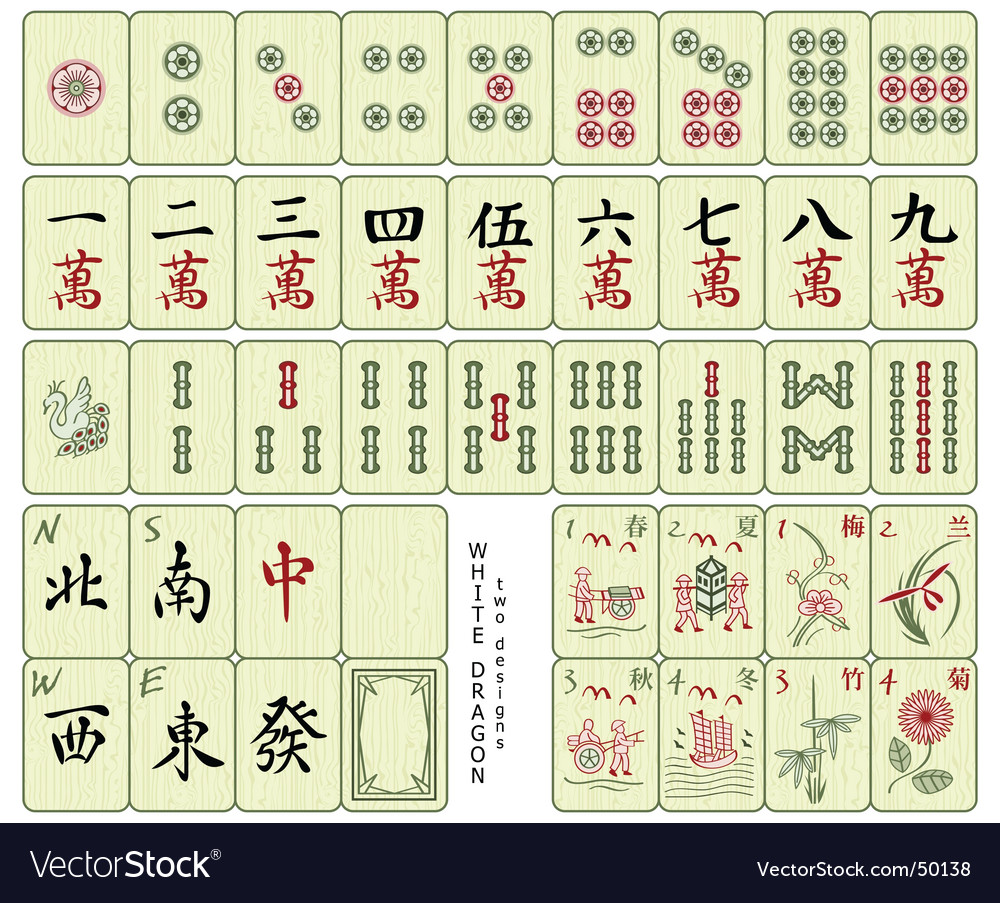 一 二 三 四 伍 六 七 八 九
萬 萬 萬 萬 萬 萬 萬 萬 萬
N S
北 南 中
W E
西 東 發
WHITE DRAGON
two designs
1 春 2 夏 1 梅 2 兰
3 秋 4 冬 3 竹 4 菊
VectorStock®
VectorStock.com/50138